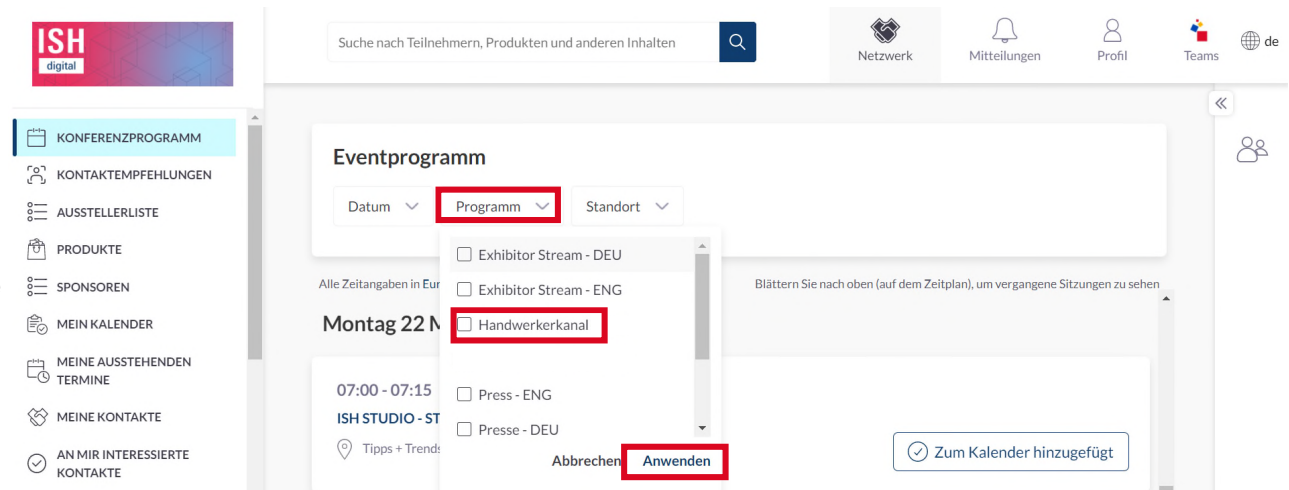 ISH
digital
Suche nach Teilnehmern, Produkten und anderen Inhalten
Netzwerk
Mitteilungen
Profil
Teams
de
KONFERENZPROGRAMM
KONTAKTEMPFEHLUNGEN
AUSSTELLERLISTE
PRODUKTE
SPONSOREN
MEIN KALENDER
MEINE AUSSTEHENDEN
TERMINE
MEINE KONTAKTE
AN MIR INTERESSIERTE
KONTAKTE
Eventprogramm
Datum
Programm
Standort
Exhibitor Stream - DEU
Exhibitor Stream - ENG
Handwerkerkanal
Press - ENG
Presse - DEU
Abbrechen
Anwenden
Alle Zeitangaben in Eur
Blättern Sie nach oben (auf dem Zeitplan), um vergangene Sitzungen zu sehen
Montag 22 M
07:00 - 07:15
ISH STUDIO - ST
Tipps + Trends
Zum Kalender hinzugefügt